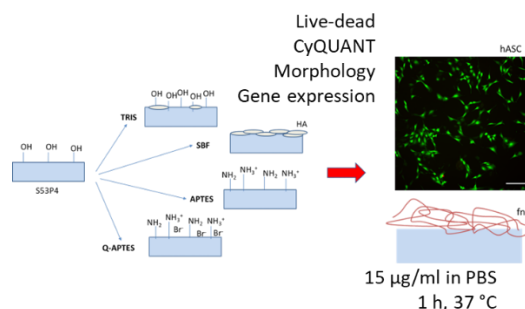 Live-dead
CyQUANT
Morphology
Gene expression
hASC
OH OH OH OH OH
TRIS
HA
SBF
OH OH OH
S53P4
NH₂ NH₃⁺ NH₂ NH₃⁺
APTES
NH₂ NH₃⁺ NH₂ NH₃⁺
Br⁻ Br⁻ Br⁻
Q-APTES
fn
15 µg/ml in PBS
1 h, 37 °C